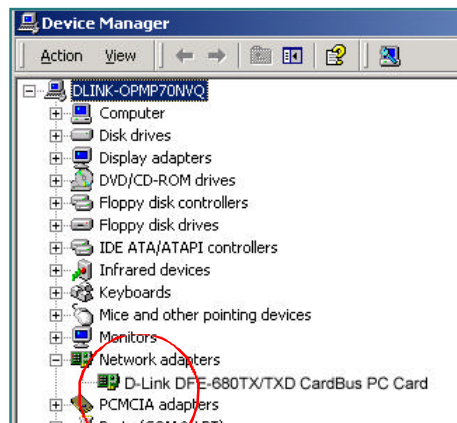 Device Manager
Action View
DLINK-OPMP70NVQ
Computer
Disk drives
Display adapters
DVD/CD-ROM drives
Floppy disk controllers
Floppy disk drives
IDE ATA/ATAPI controllers
Infrared devices
Keyboards
Mice and other pointing devices
Monitors
Network adapters
D-Link DFE-680TX/TXD CardBus PC Card
PCMCIA adapters